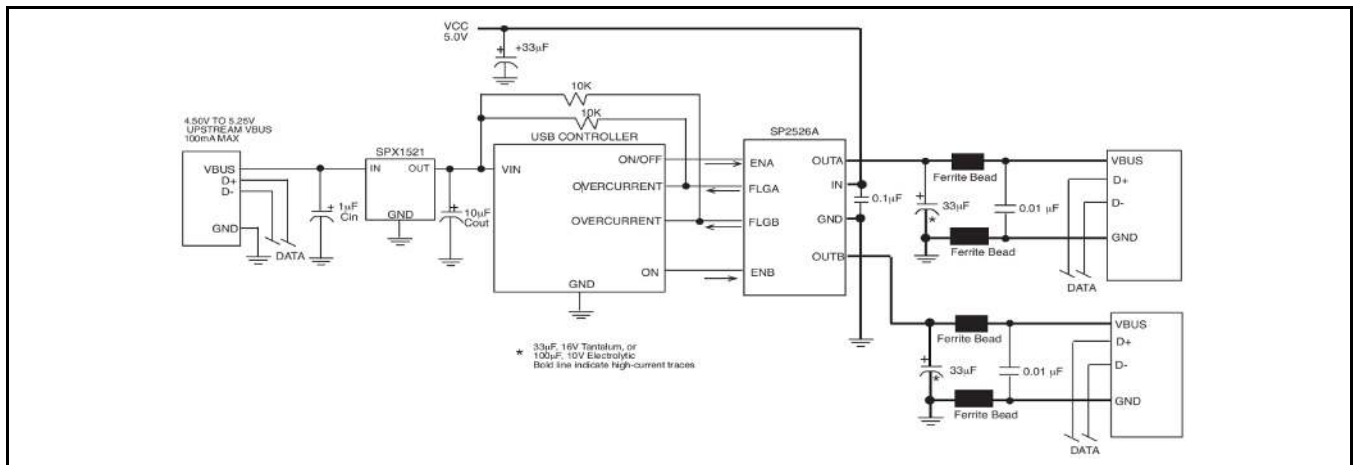 VCC
5.0V
+33µF
+
10K
10K
4.50V TO 5.25V
UPSTREAM VBUS
100mA MAX
VBUS
D+
D-
GND
DATA
+
1µF
Cin
SPX1521
IN
OUT
GND
+
10µF
Cout
USB CONTROLLER
VIN
ON/OFF
OVERCURRENT
OVERCURRENT
ON
GND
SP2526A
ENA
FLGA
FLGB
ENB
OUTA
IN
GND
OUTB
0.1µF
+
33µF
*
Ferrite Bead
Ferrite Bead
0.01 µF
VBUS
D+
D-
GND
DATA
+
33µF
*
Ferrite Bead
Ferrite Bead
0.01 µF
VBUS
D+
D-
GND
DATA
* 33µF, 16V Tantalum, or
100µF, 10V Electrolytic
Bold line indicate high-current traces